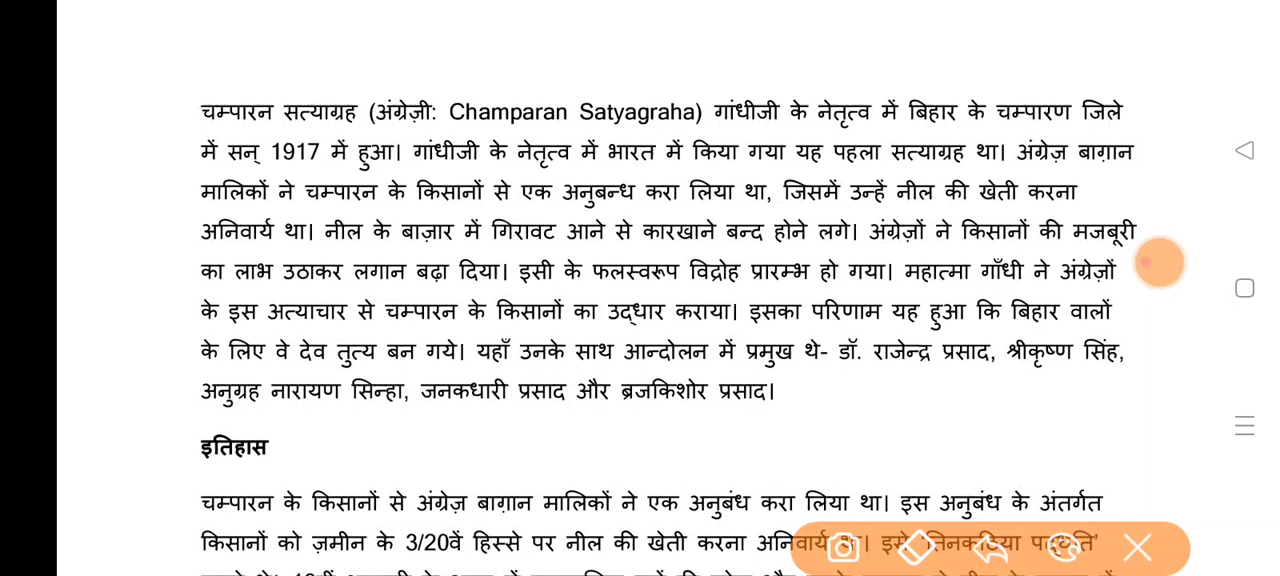 चम्पारन सत्याग्रह (अंग्रेज़ी: Champaran Satyagraha) गांधीजी के नेतृत्व में बिहार के चम्पारण जिले
में सन् 1917 में हुआ। गांधीजी के नेतृत्व में भारत में किया गया यह पहला सत्याग्रह था। अंग्रेज़ बाग़ान
मालिकों ने चम्पारन के किसानों से एक अनुबन्ध करा लिया था, जिसमें उन्हें नील की खेती करना
अनिवार्य था। नील के बाज़ार में गिरावट आने से कारखाने बन्द होने लगे। अंग्रेज़ों ने किसानों की मजबूरी
का लाभ उठाकर लगान बढ़ा दिया। इसी के फलस्वरूप विद्रोह प्रारम्भ हो गया। महात्मा गाँधी ने अंग्रेज़ों
के इस अत्याचार से चम्पारन के किसानों का उद्धार कराया। इसका परिणाम यह हुआ कि बिहार वालों
के लिए वे देव तुत्य बन गये। यहाँ उनके साथ आन्दोलन में प्रमुख थे- डॉ. राजेन्द्र प्रसाद, श्रीकृष्ण सिंह,
अनुग्रह नारायण सिन्हा, जनकधारी प्रसाद और ब्रजकिशोर प्रसाद।
इतिहास
चम्पारन के किसानों से अंग्रेज़ बाग़ान मालिकों ने एक अनुबंध करा लिया था। इस अनुबंध के अंतर्गत
किसानों को ज़मीन के 3/20वें हिस्से पर नील की खेती करना अनिवार्य था। इसे